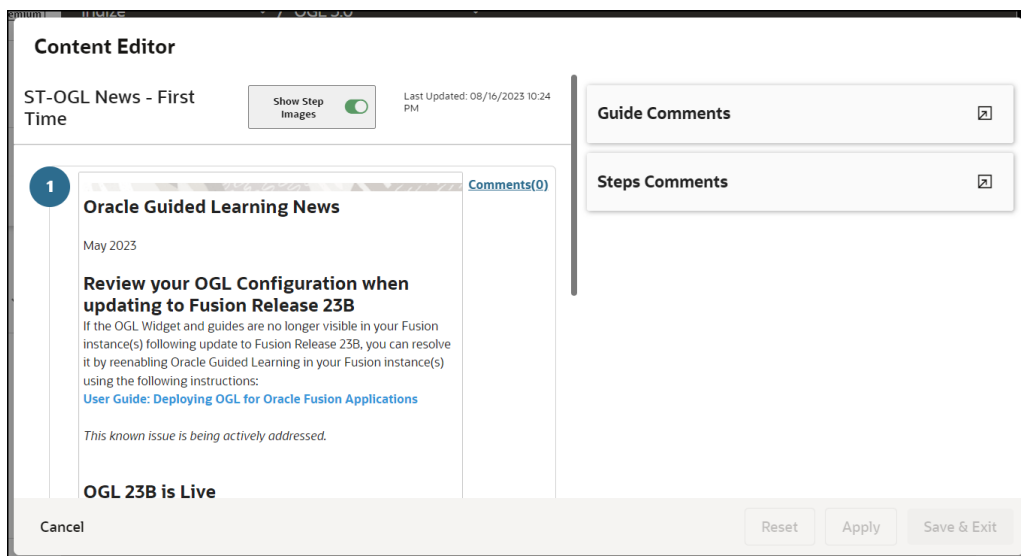 Content Editor
ST-OGL News - First
Time
Show Step
Images
Last Updated: 08/16/2023 10:24
PM
1
Comments(0)
Oracle Guided Learning News
May 2023
Review your OGL Configuration when
updating to Fusion Release 23B
If the OGL Widget and guides are no longer visible in your Fusion
instance(s) following update to Fusion Release 23B, you can resolve
it by reenabling Oracle Guided Learning in your Fusion instance(s)
using the following instructions:
User Guide: Deploying OGL for Oracle Fusion Applications
This known issue is being actively addressed.
OGL 23B is Live
Guide Comments
Steps Comments
Cancel
Reset
Apply
Save & Exit